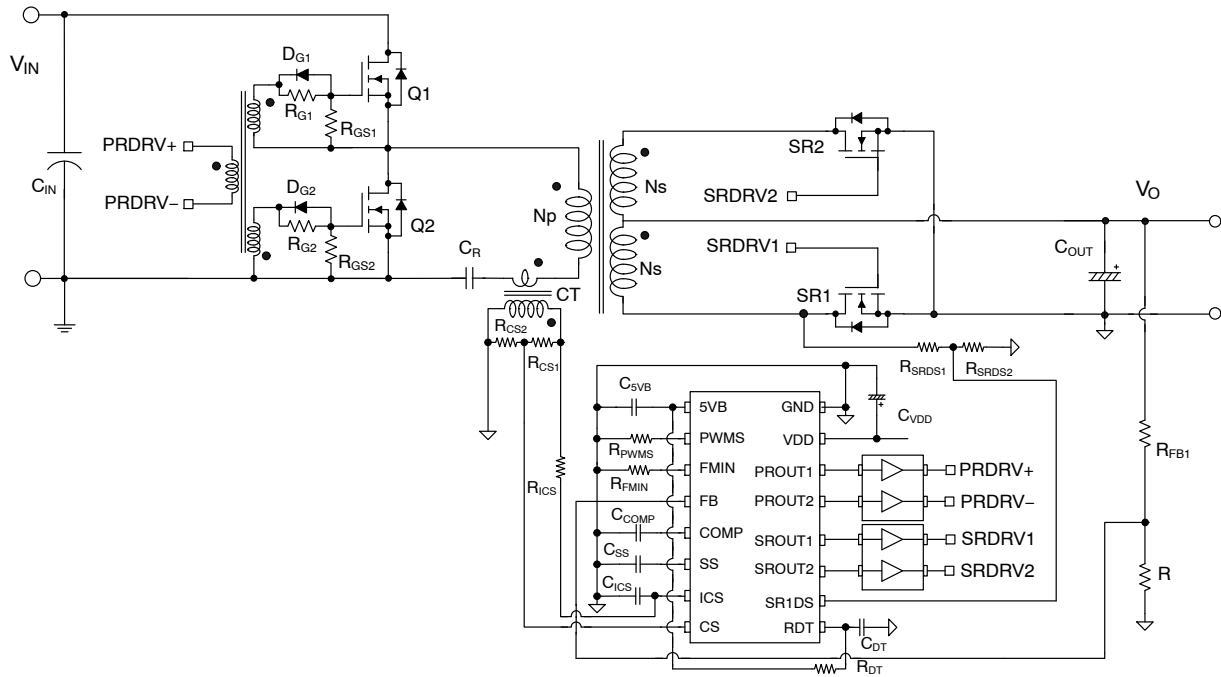 VIN
CIN
PRDRV+
PRDRV−
DG1
RG1
RGS1
Q1
DG2
RG2
RGS2
Q2
CR
CT
Np
Ns
Ns
SR2
SRDRV2
SRDRV1
SR1
VO
COUT
RCS2
RCS1
RICS
RSRDS1
RSRDS2
C5VB
RPWMS
RFMIN
CCOMP
CSS
CICS
5VB
PWMS
FMIN
FB
COMP
SS
ICS
CS
GND
VDD
PROUT1
PROUT2
SROUT1
SROUT2
SR1DS
RDT
CVDD
PRDRV+
PRDRV−
SRDRV1
SRDRV2
CDT
RDT
RFB1
R
+
+